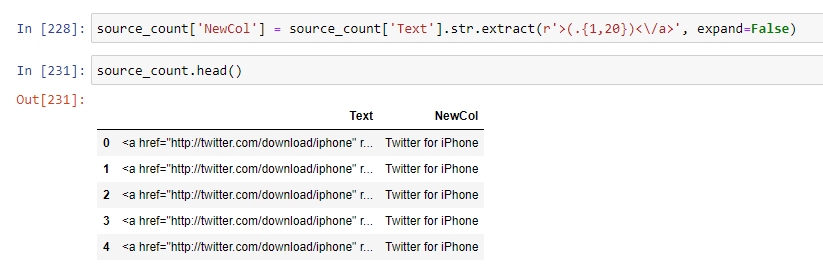 In [228]: source_count['NewCol'] = source_count['Text'].str.extract(r'>(.{1,20})<\/a>', expand=False)
In [231]: source_count.head()
Out[231]:
Text NewCol
0 <a href="http://twitter.com/download/iphone" r... Twitter for iPhone
1 <a href="http://twitter.com/download/iphone" r... Twitter for iPhone
2 <a href="http://twitter.com/download/iphone" r... Twitter for iPhone
3 <a href="http://twitter.com/download/iphone" r... Twitter for iPhone
4 <a href="http://twitter.com/download/iphone" r... Twitter for iPhone